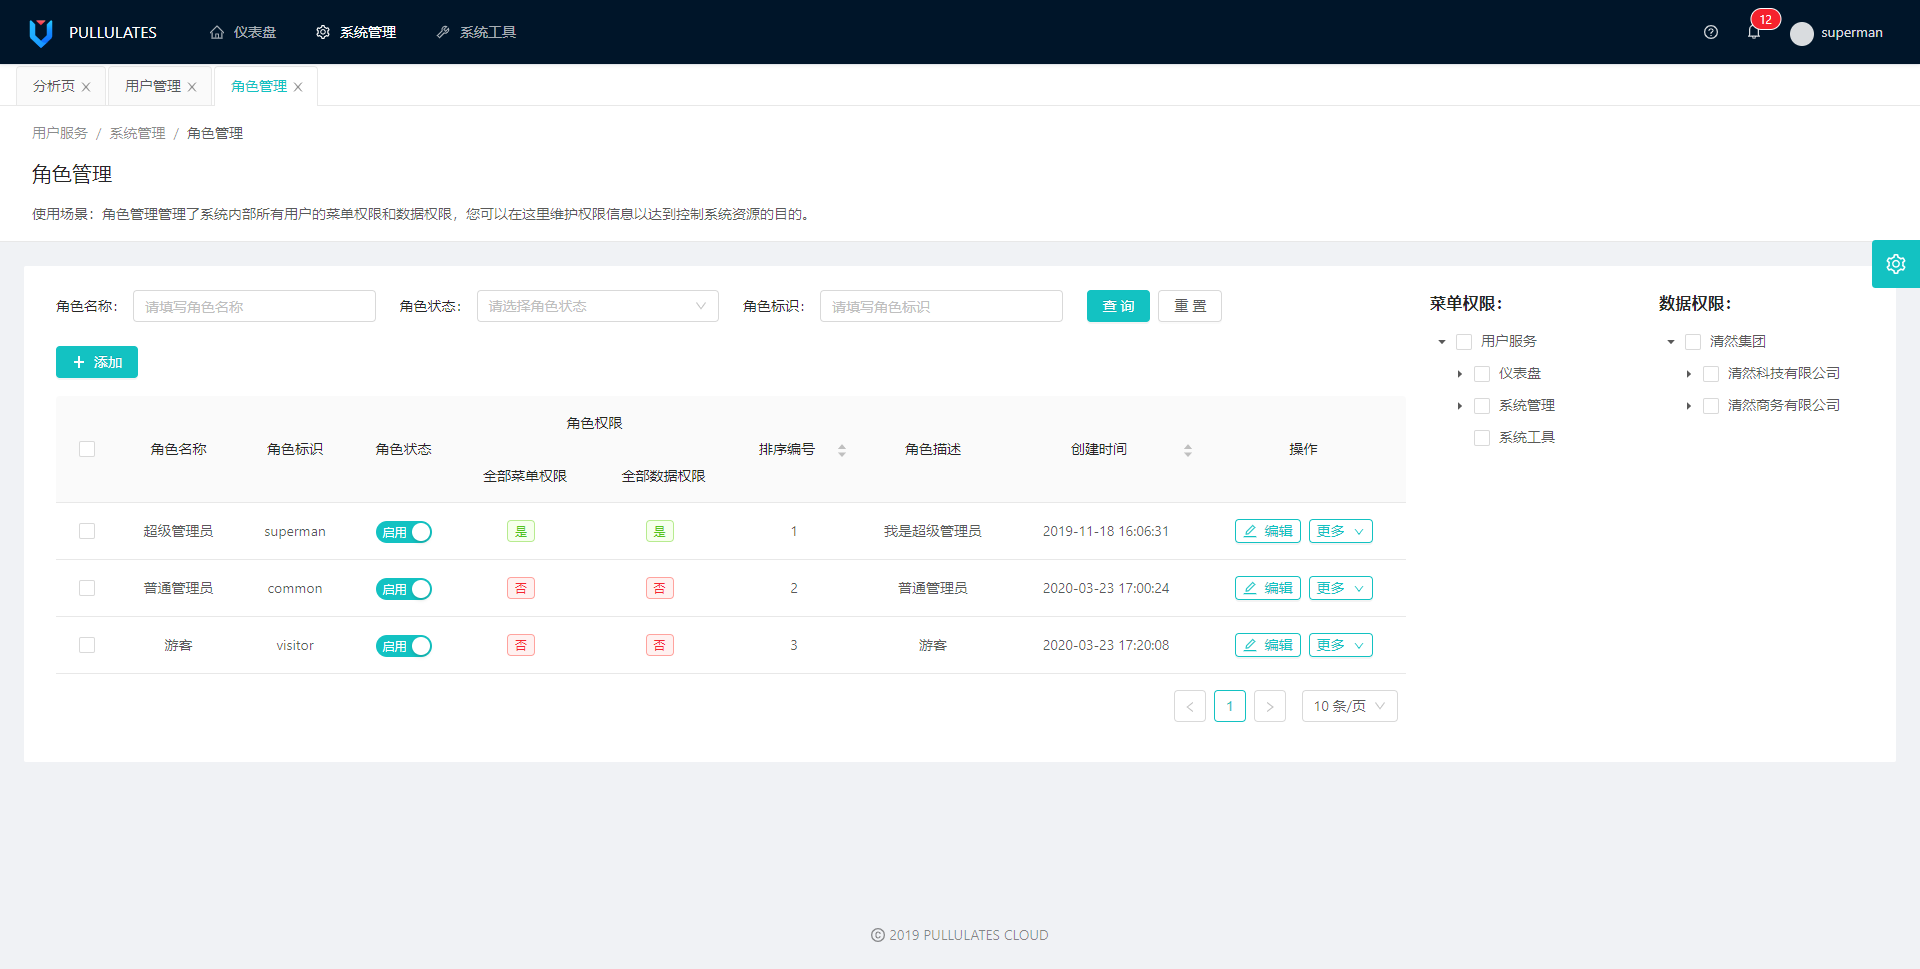 PULLULATES 仪表盘 系统管理 系统工具 12 superman
分析页 用户管理 角色管理
用户服务 / 系统管理 / 角色管理
角色管理
使用场景：角色管理管理了系统内部所有用户的菜单权限和数据权限，您可以在这里维护权限信息以达到控制系统资源的目的。
角色名称： 请填写角色名称 角色状态： 请选择角色状态 角色标识： 请填写角色标识 查 询 重 置
添加
角色权限
角色名称 角色标识 角色状态 排序编号 角色描述 创建时间 操作
全部菜单权限 全部数据权限
超级管理员 superman 启用 是 是 1 我是超级管理员 2019-11-18 16:06:31 编辑 更多
普通管理员 common 启用 否 否 2 普通管理员 2020-03-23 17:00:24 编辑 更多
游客 visitor 启用 否 否 3 游客 2020-03-23 17:20:08 编辑 更多
< 1 > 10 条/页
菜单权限：
用户服务
仪表盘
系统管理
系统工具
数据权限：
清然集团
清然科技有限公司
清然商务有限公司
© 2019 PULLULATES CLOUD